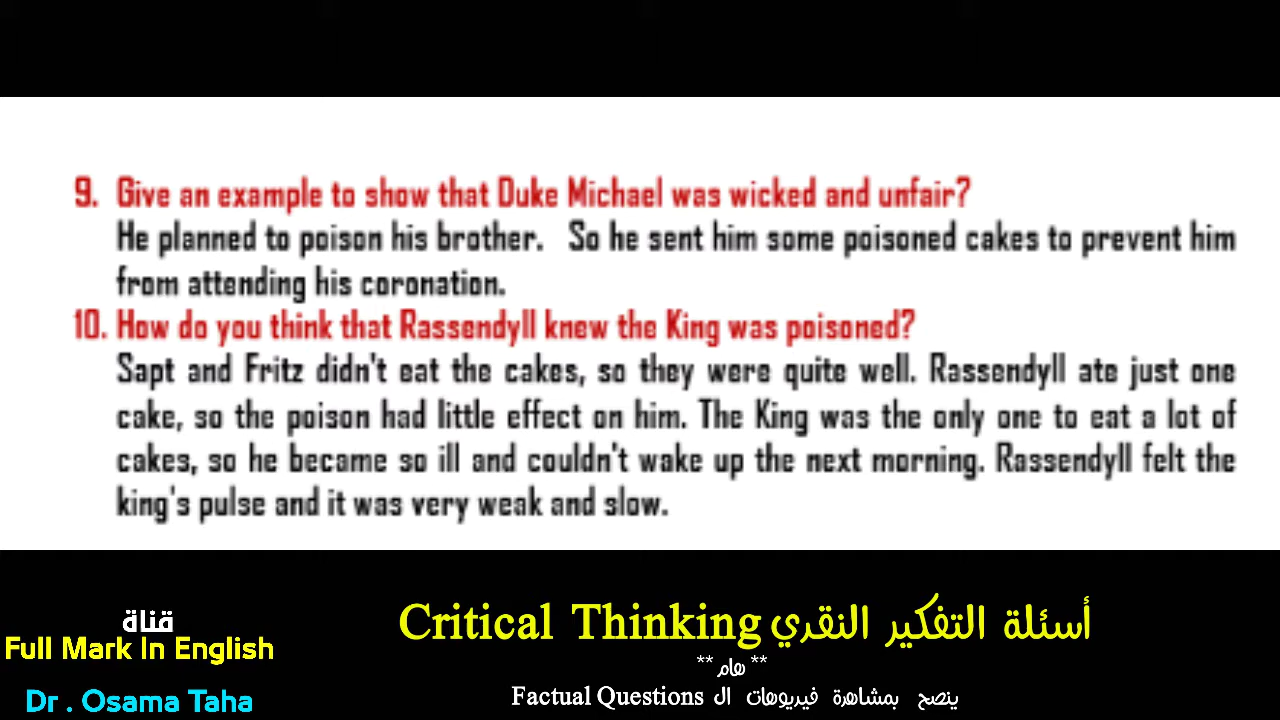 9. Give an example to show that Duke Michael was wicked and unfair?
He planned to poison his brother. So he sent him some poisoned cakes to prevent him
from attending his coronation.
10. How do you think that Rassendyll knew the King was poisoned?
Sapt and Fritz didn't eat the cakes, so they were quite well. Rassendyll ate just one
cake, so the poison had little effect on him. The King was the only one to eat a lot of
cakes, so he became so ill and couldn't wake up the next morning. Rassendyll felt the
king's pulse and it was very weak and slow.
قناة
Full Mark In English
Dr . Osama Taha
أسئلة التفكير النقدي Critical Thinking
** هام **
ينصح بمشاهرة فيديوهات ال Factual Questions